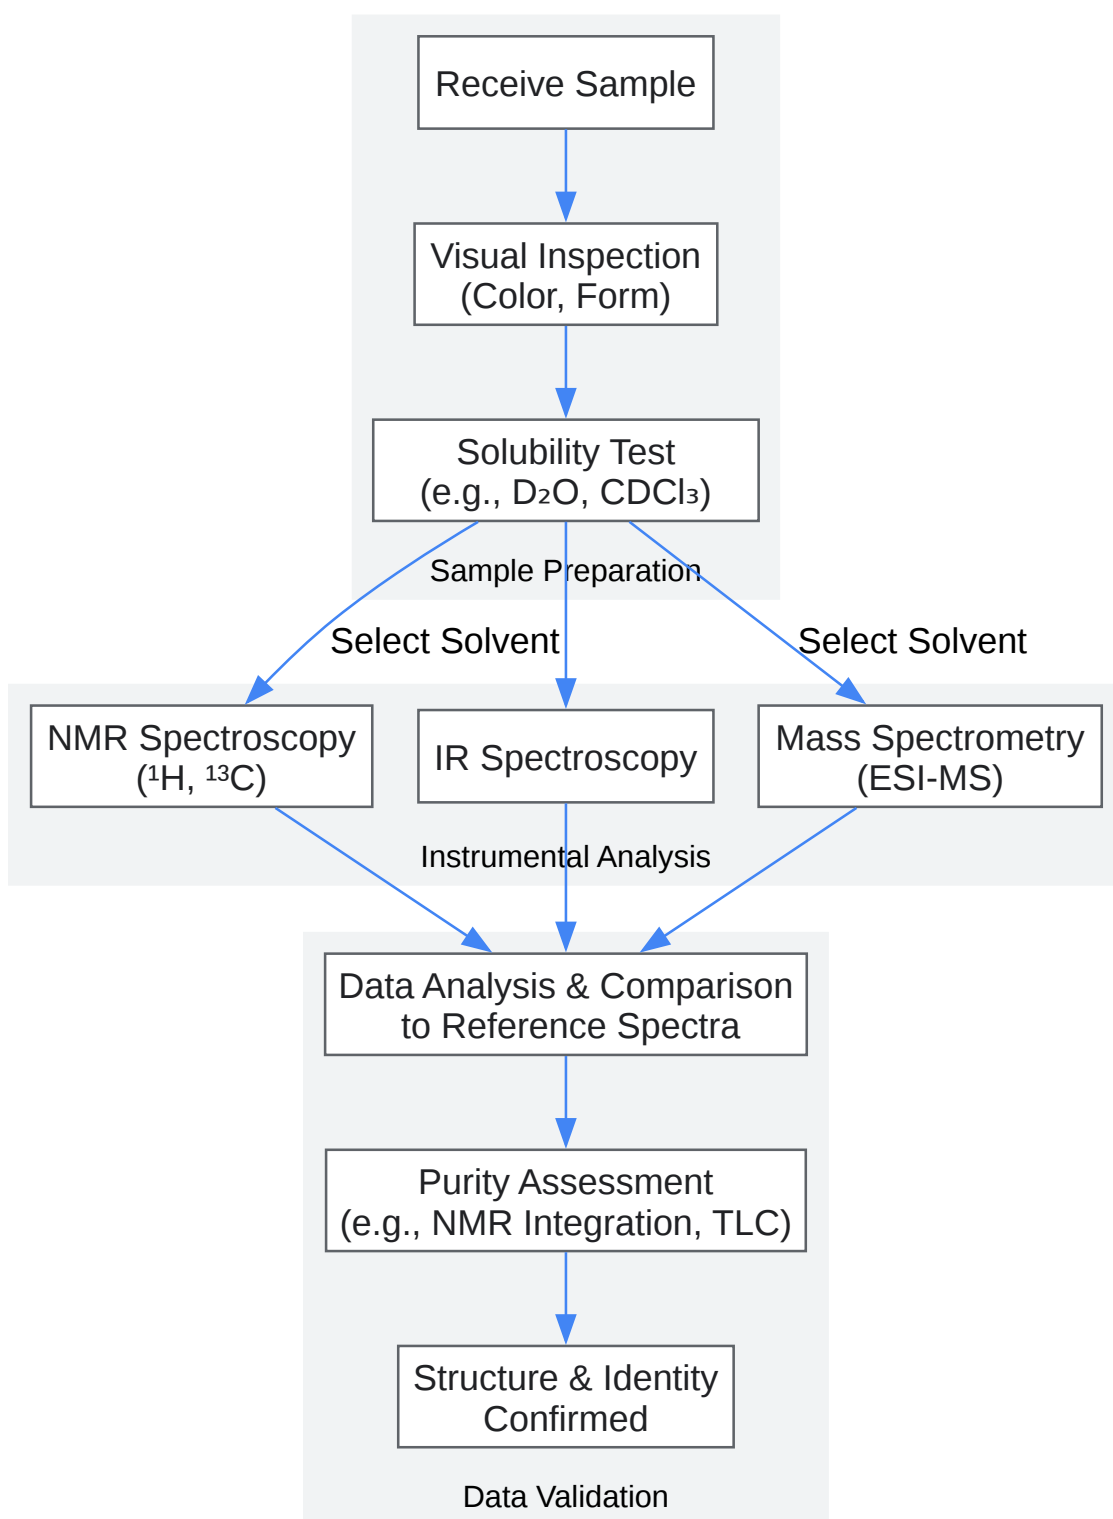 Receive Sample
Visual Inspection
(Color, Form)
Solubility Test
(e.g., D₂O, CDCl₃)
Sample Preparation
Select Solvent
Select Solvent
NMR Spectroscopy
(¹H, ¹³C)
IR Spectroscopy
Mass Spectrometry
(ESI-MS)
Instrumental Analysis
Data Analysis & Comparison
to Reference Spectra
Purity Assessment
(e.g., NMR Integration, TLC)
Structure & Identity
Confirmed
Data Validation